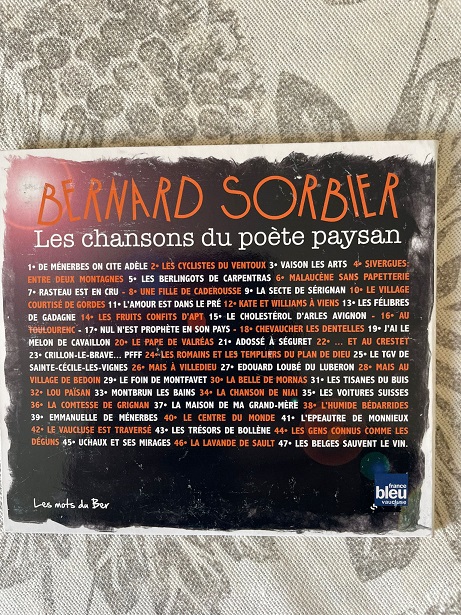 BERNARD SORBIER
Les chansons du poète paysan
1• DE MÉNERBES ON CITE ADÈLE 2• LES CYCLISTES DU VENTOUX 3• VAISON LES ARTS 4• SIVERGUES:
ENTRE DEUX MONTAGNES 5• LES BERLINGOTS DE CARPENTRAS 6• MALAUCÈNE SANS PAPETERIE
7• RASTEAU EST EN CRU - 8• UNE FILLE DE CADEROUSSE 9• LA SECTE DE SÉRIGNAN 10• LE VILLAGE
COURTISÉ DE GORDES 11• L'AMOUR EST DANS LE PRÉ 12• KATE ET WILLIAMS À VIENS 13• LES FÉLIBRES
DE GADAGNE 14• LES FRUITS CONFITS D'APT 15• LE CHOLESTÉROL D'ARLES AVIGNON - 16• AU
TOULOURENC - 17• NUL N'EST PROPHÈTE EN SON PAYS - 18• CHEVAUCHER LES DENTELLES 19• J'AI LE
MELON DE CAVAILLON 20• LE PAPE DE VALRÉAS 21• ADOSSÉ À SÉGURET 22• ... ET AU CRESTET
23• CRILLON-LE-BRAVE... PFFF 24• LES ROMAINS ET LES TEMPLIERS DU PLAN DE DIEU 25• LE TGV DE
SAINTE-CÉCILE-LES-VIGNES 26• MAIS À VILLEDIEU 27• EDOUARD LOUBÉ DU LUBERON 28• MAIS AU
VILLAGE DE BEDOIN 29• LE FOIN DE MONTFAVET 30• LA BELLE DE MORNAS 31• LES TISANES DU BUIS
32• LOU PAÏSAN 33• MONTBRUN LES BAINS 34• LA CHANSON DE NIAI 35• LES VOITURES SUISSES
36• LA COMTESSE DE GRIGNAN 37• LA MAISON DE MA GRAND-MÈRE 38• L'HUMIDE BÉDARRIDES
39• EMMANUELLE DE MÉNERBES 40• LE CENTRE DU MONDE 41• L'EPEAUTRE DE MONNIEUX
42• LE VAUCLUSE EST TRAVERSÉ 43• LES TRÉSORS DE BOLLÈNE 44• LES GENS CONNUS COMME LES
DÉGUNS 45• UCHAUX ET SES MIRAGES 46• LA LAVANDE DE SAULT 47• LES BELGES SAUVENT LE VIN.
Les mots du Ber
france
bleu
vaucluse